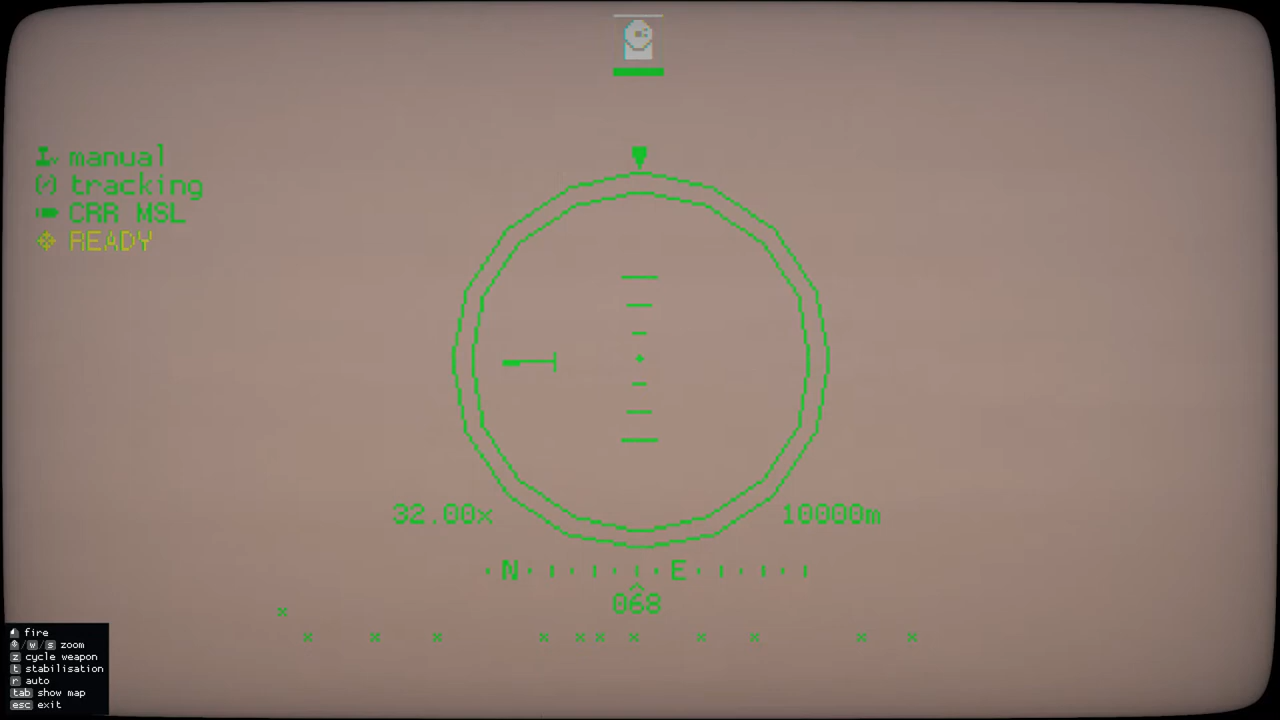 manual
tracking
CRR MSL
READY
32.00x
10000m
N E
068
fire
/w/s zoom
z cycle weapon
t stabilisation
r auto
tab show map
esc exit